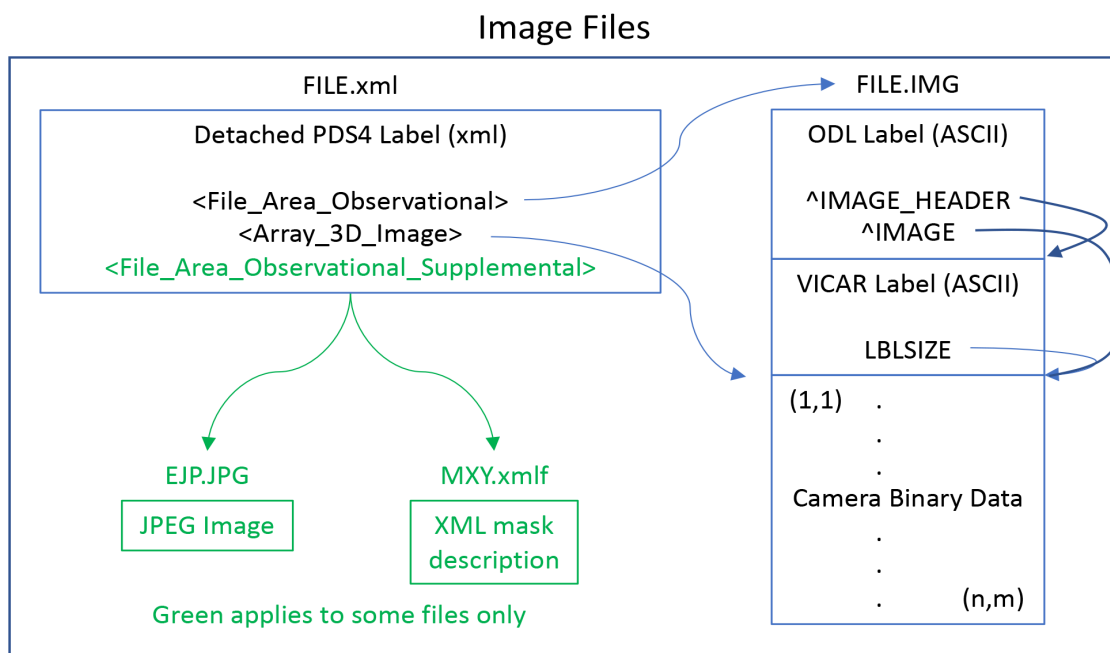 Image Files
FILE.xml
Detached PDS4 Label (xml)
<File_Area_Observational>
<Array_3D_Image>
<File_Area_Observational_Supplemental>
EJP.JPG
JPEG Image
MXY.xmlf
XML mask
description
Green applies to some files only
FILE.IMG
ODL Label (ASCII)
^IMAGE_HEADER
^IMAGE
VICAR Label (ASCII)
LBLSIZE
(1,1) .
.
.
Camera Binary Data
.
.
. (n,m)